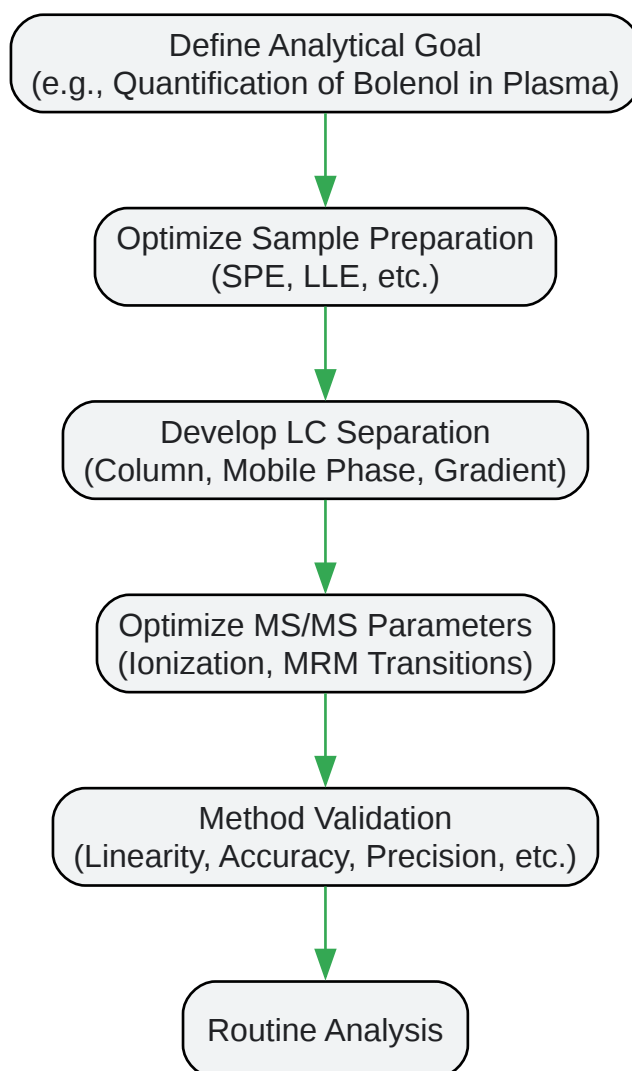 Define Analytical Goal
(e.g., Quantification of Bolenol in Plasma)
Optimize Sample Preparation
(SPE, LLE, etc.)
Develop LC Separation
(Column, Mobile Phase, Gradient)
Optimize MS/MS Parameters
(Ionization, MRM Transitions)
Method Validation
(Linearity, Accuracy, Precision, etc.)
Routine Analysis